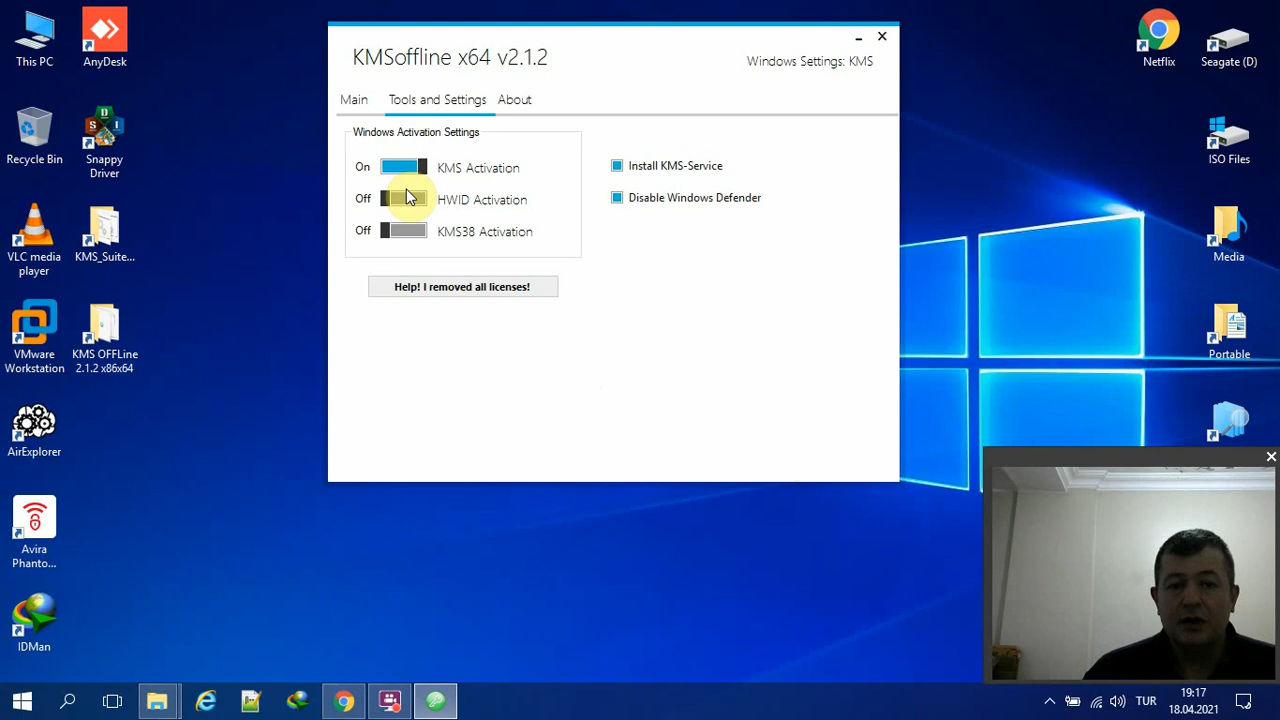 This PC
AnyDesk
Recycle Bin
Snappy
Driver
VLC media
player
KMS_Suite...
VMware
Workstation
KMS OFFLine
2.1.2 x86x64
AirExplorer
Avira
Phanto...
IDMan
KMSoffline x64 v2.1.2
Windows Settings: KMS
Main
Tools and Settings
About
Windows Activation Settings
On
KMS Activation
Off
HWID Activation
Off
KMS38 Activation
Install KMS-Service
Disable Windows Defender
Help! I removed all licenses!
Netflix
Seagate (D)
ISO Files
Media
Portable
TUR
19:17
18.04.2021